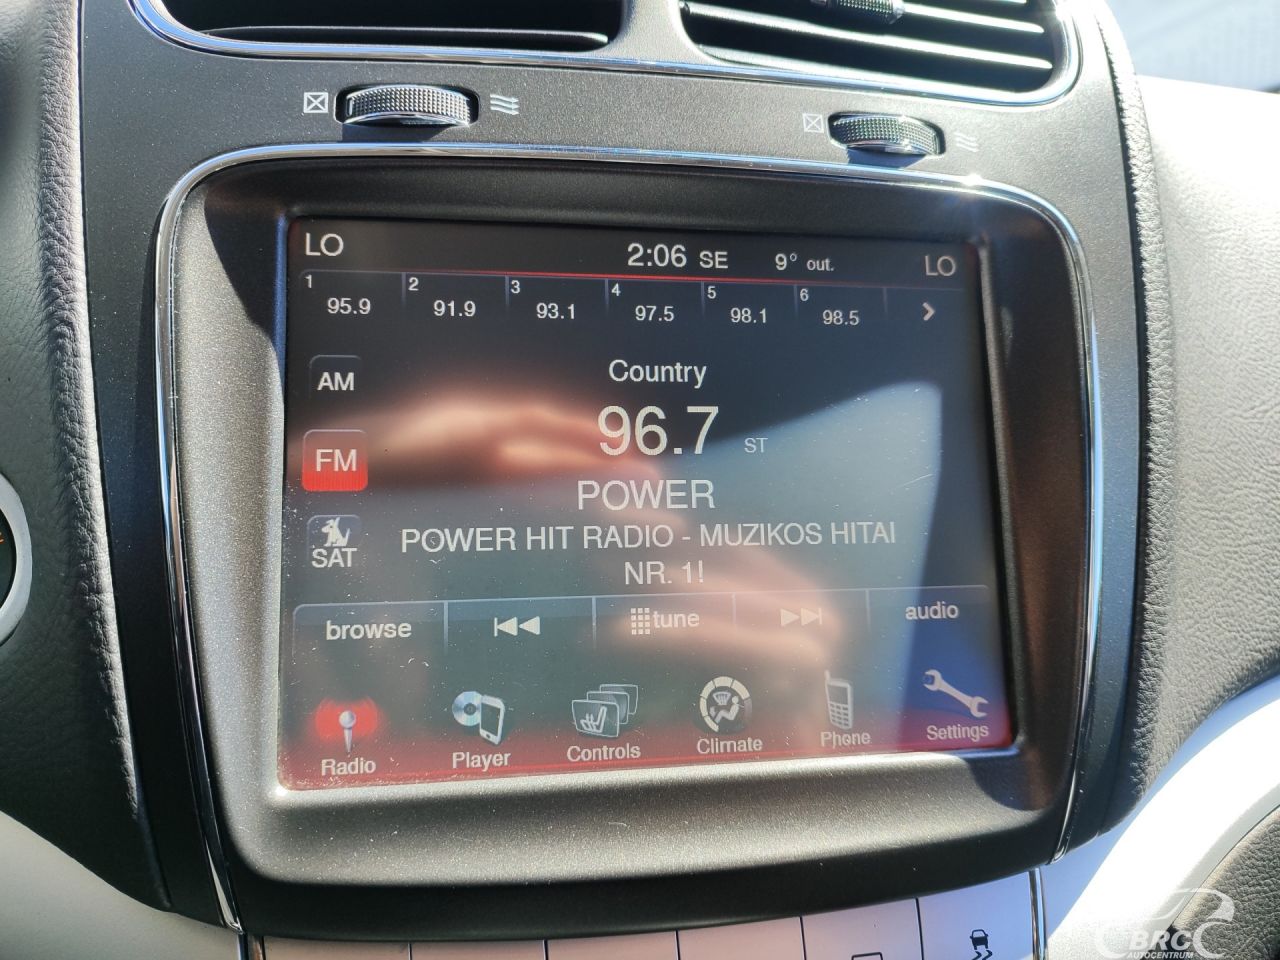 LO 2:06 SE 9° out. LO
1 2 3 4 5 6
95.9 91.9 93.1 97.5 98.1 98.5
Country
AM
96.7 ST
FM
POWER
POWER HIT RADIO - MUZIKOS HITAI
NR. 1!
SAT
browse tune audio
Radio Player Controls Climate Phone Settings
BRC
AUTOCENTRUM